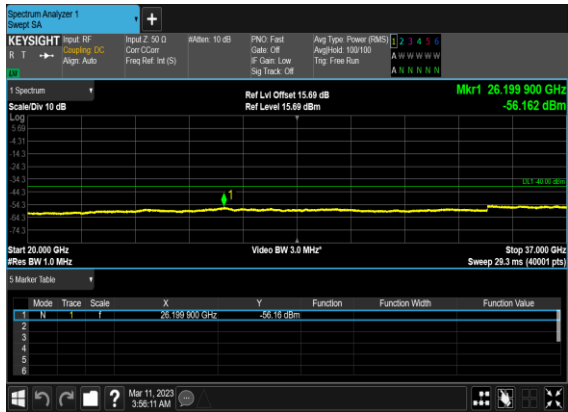 Spectrum Analyzer 1
Swept SA
KEYSIGHT Input: RF Input Z: 50 Ω #Atten: 10 dB PNO: Fast Avg Type: Power (RMS) 1 2 3 4 5 6
R T Coupling: DC Corr CCorr Gate: Off Avg|Hold: 100/100 A W W W W W
Align: Auto Freq Ref: Int (S) IF Gain: Low Trig: Free Run
Sig Track: Off A N N N N N
1 Spectrum Ref Lvl Offset 15.69 dB Mkr1 26.199 900 GHz
Scale/Div 10 dB Ref Level 15.69 dBm -56.162 dBm
Log
5.69
-4.31
-14.3
-24.3
-34.3
DL1 -40.00 dBm
-44.3
1
-54.3
-64.3
-74.3
Start 20.000 GHz Video BW 3.0 MHz* Stop 37.000 GHz
#Res BW 1.0 MHz Sweep 29.3 ms (40001 pts)
5 Marker Table
Mode Trace Scale X Y Function Function Width Function Value
1 N 1 f 26.199 900 GHz -56.16 dBm
2
3
4
5
6
? Mar 11, 2023
3:56:11 AM